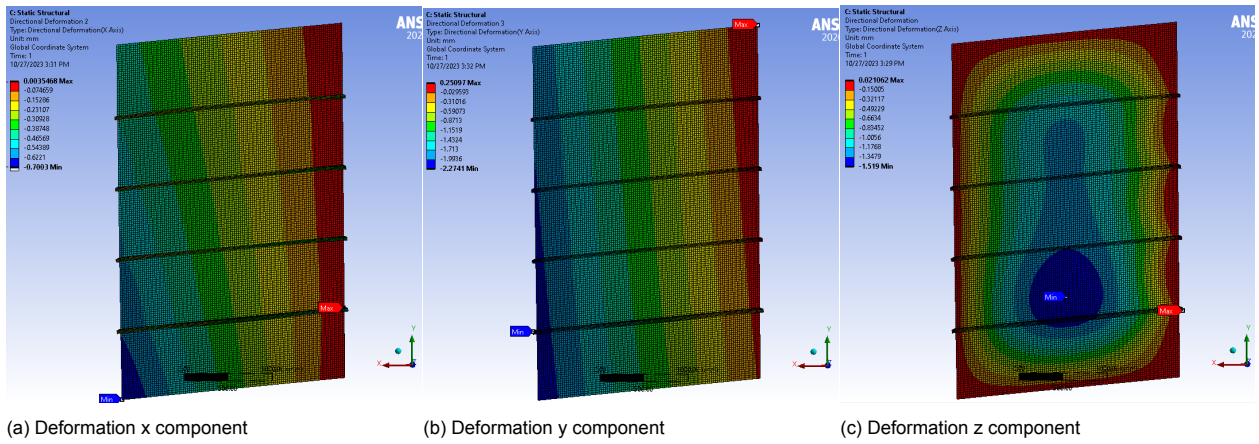 C: Static Structural
Directional Deformation 2
Type: Directional Deformation(X Axis)
Unit: mm
Global Coordinate System
Time: 1
10/27/2023 3:31 PM
0.0035468 Max
-0.074659
-0.15286
-0.23107
-0.30928
-0.38748
-0.46569
-0.54389
-0.6221
-0.7003 Min
ANS
202
Max
Min
Y
X
(a) Deformation x component
C: Static Structural
Directional Deformation 3
Type: Directional Deformation(Y Axis)
Unit: mm
Global Coordinate System
Time: 1
10/27/2023 3:32 PM
0.25097 Max
-0.029593
-0.31016
-0.59073
-0.8713
-1.1519
-1.4324
-1.713
-1.9936
-2.2741 Min
Max
ANS
202
Min
Y
X
(b) Deformation y component
C: Static Structural
Directional Deformation
Type: Directional Deformation(Z Axis)
Unit: mm
Global Coordinate System
Time: 1
10/27/2023 3:29 PM
0.021062 Max
-0.15005
-0.32117
-0.49229
-0.6634
-0.83452
-1.0056
-1.1768
-1.3479
-1.519 Min
ANS
202
Min
Max
Y
X
(c) Deformation z component